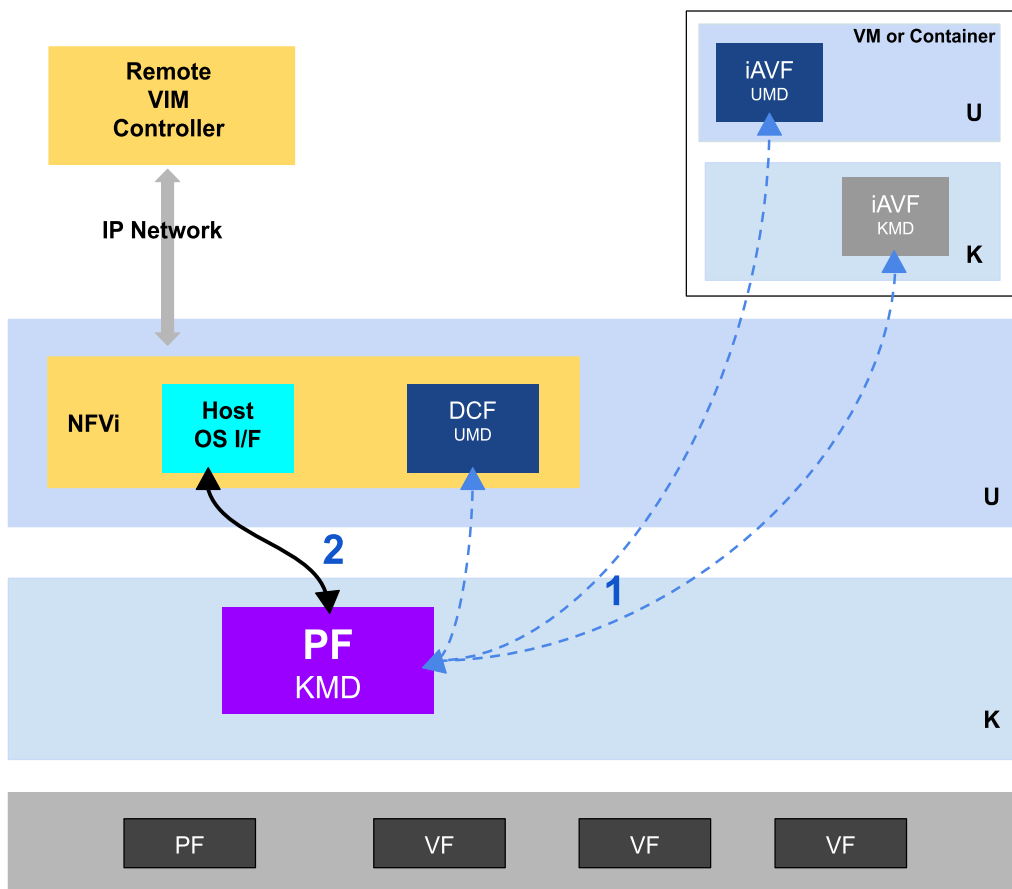 Remote
VIM
Controller
VM or Container
iAVF
UMD
U
iAVF
KMD
K
IP Network
NFVi
Host
OS I/F
DCF
UMD
U
2
1
PF
KMD
K
PF
VF
VF
VF